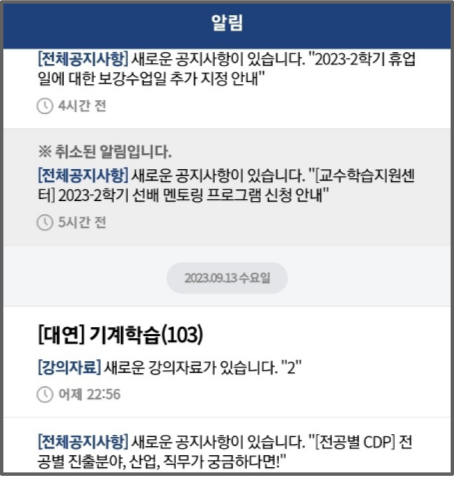 알림
[전체공지사항] 새로운 공지사항이 있습니다. "2023-2학기 휴업
일에 대한 보강수업일 추가 지정 안내"
4시간 전
※ 취소된 알림입니다.
[전체공지사항] 새로운 공지사항이 있습니다. "[교수학습지원센
터] 2023-2학기 선배 멘토링 프로그램 신청 안내"
5시간 전
2023.09.13 수요일
[대연] 기계학습(103)
[강의자료] 새로운 강의자료가 있습니다. "2"
어제 22:56
[전체공지사항] 새로운 공지사항이 있습니다. "[전공별 CDP] 전
공별 진출분야, 산업, 직무가 궁금하다면!"